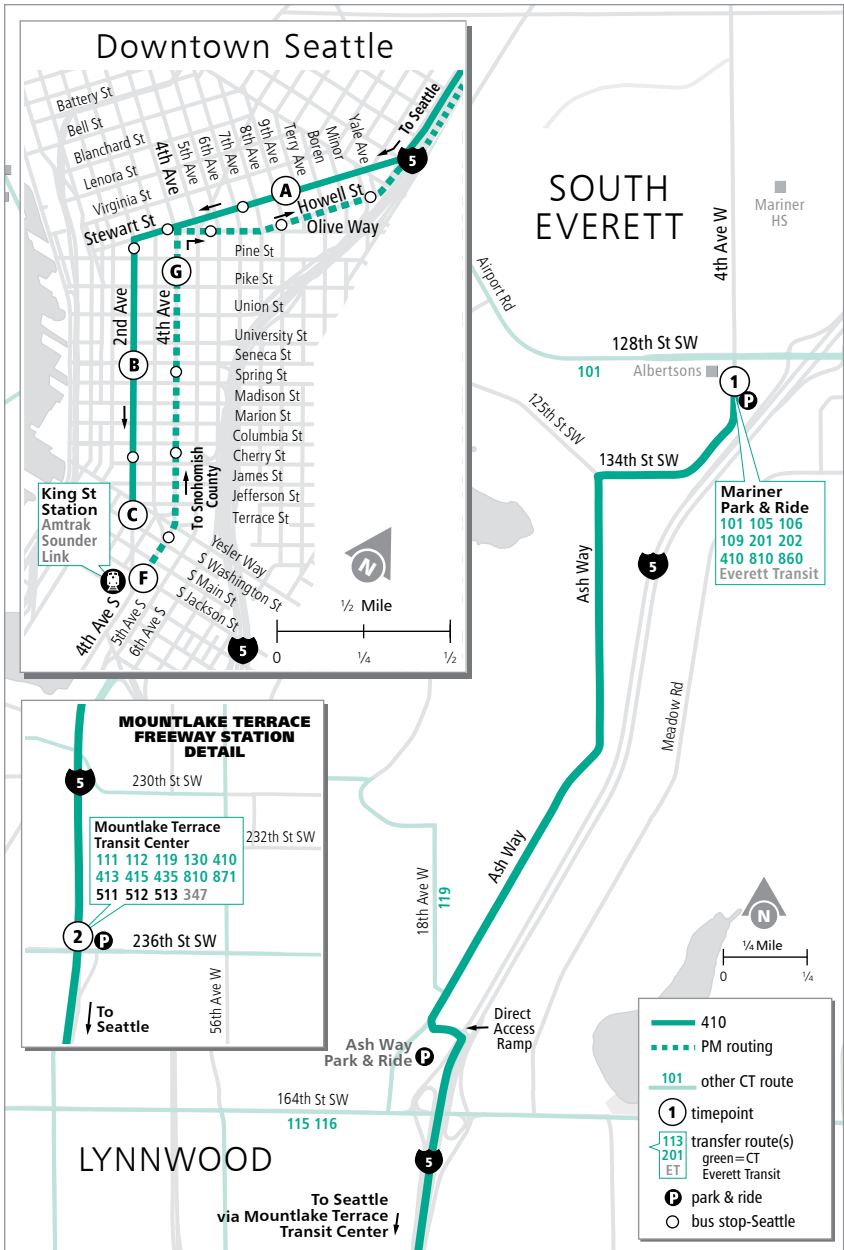 Downtown Seattle
Battery St
Bell St
Blanchard St
Lenora St
Virginia St
Stewart St
4th Ave
5th Ave
6th Ave
7th Ave
8th Ave
9th Ave
Terry Ave
Boren
Minor
Yale Ave
To Seattle
5
A
Howell St
Olive Way
G
2nd Ave
4th Ave
B
C
F
Pine St
Pike St
Union St
University St
Seneca St
Spring St
Madison St
Marion St
Columbia St
Cherry St
James St
Jefferson St
Terrace St
To Snohomish
County
King St
Station
Amtrak
Sounder
Link
Yesler Way
S Washington St
S Main St
S Jackson St
4th Ave S
5th Ave S
6th Ave S
5
N
½ Mile
0
¼
½
SOUTH
EVERETT
Mariner
HS
4th Ave W
Airport Rd
128th St SW
101
Albertsons
1
P
125th St SW
134th St SW
Mariner
Park & Ride
101 105 106
109 201 202
410 810 860
Everett Transit
Ash Way
5
Meadow Rd
MOUNTLAKE TERRACE
FREEWAY STATION
DETAIL
5
230th St SW
232th St SW
Mountlake Terrace
Transit Center
111 112 119 130 410
413 415 435 810 871
511 512 513 347
2
P
236th St SW
To
Seattle
56th Ave W
18th Ave W
119
Ash Way
Direct
Access
Ramp
Ash Way
Park & Ride
P
164th St SW
115 116
LYNNWOOD
5
To Seattle
via Mountlake Terrace
Transit Center
N
¼ Mile
0
¼
410
PM routing
101
other CT route
1
timepoint
113
201
ET
transfer route(s)
green=CT
Everett Transit
P
park & ride
bus stop-Seattle